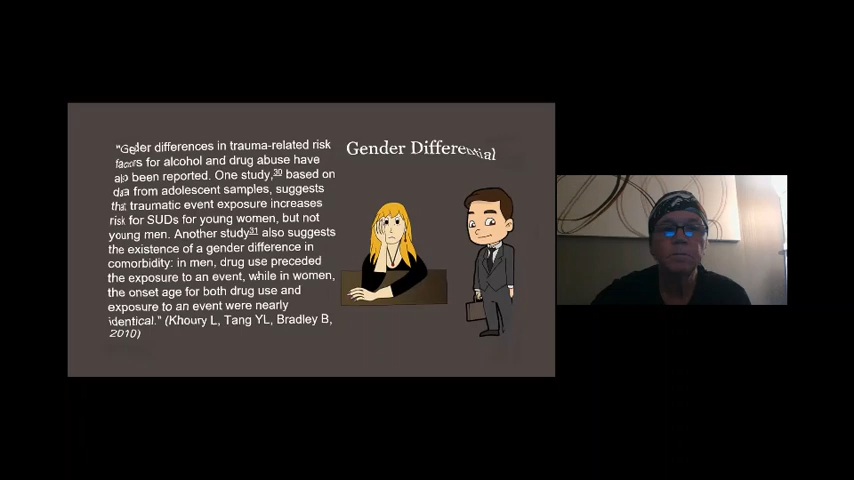 "Gender differences in trauma-related risk
factors for alcohol and drug abuse have
also been reported. One study,30 based on
data from adolescent samples, suggests
that traumatic event exposure increases
risk for SUDs for young women, but not
young men. Another study31 also suggests
the existence of a gender difference in
comorbidity: in men, drug use preceded
the exposure to an event, while in women,
the onset age for both drug use and
exposure to an event were nearly
identical." (Khoury L, Tang YL, Bradley B,
2010)
Gender Differential